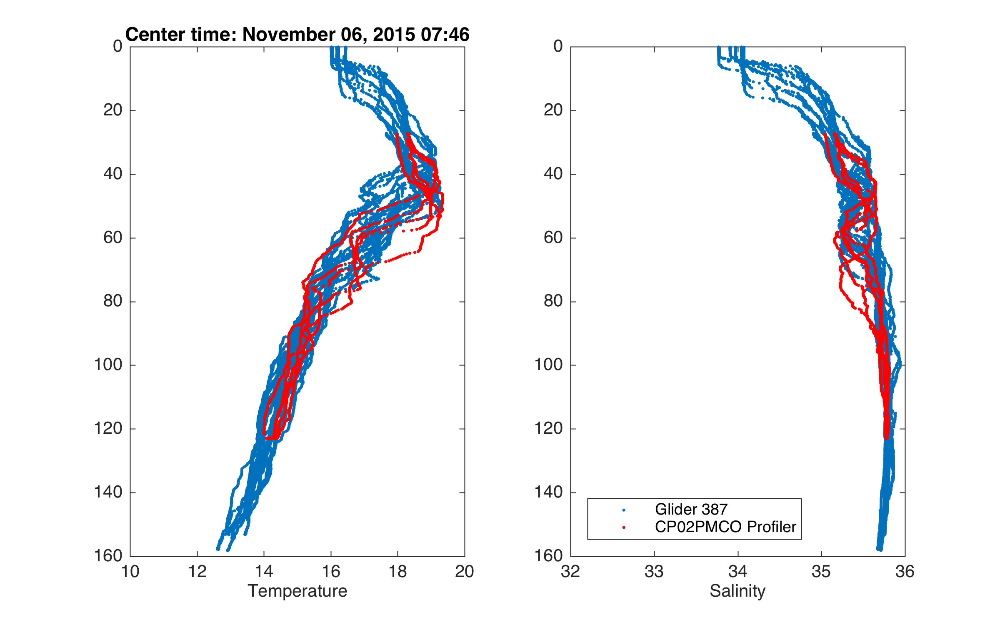 Center time: November 06, 2015 07:46
0
20
40
60
80
100
120
140
160
10 12 14 16 18 20
Temperature
0
20
40
60
80
100
120
140
160
32 33 34 35 36
Salinity
Glider 387
CP02PMCO Profiler